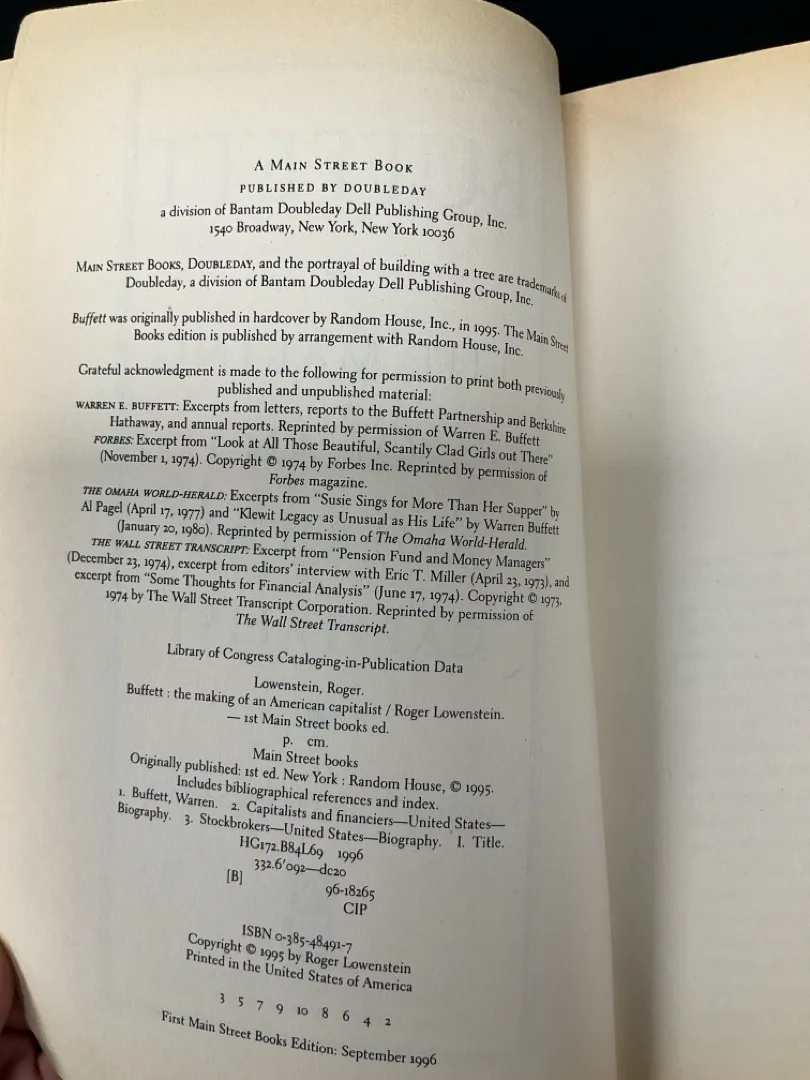 A Main Street Book
PUBLISHED BY DOUBLEDAY
a division of Bantam Doubleday Dell Publishing Group, Inc.
1540 Broadway, New York, New York 10036
Main Street Books, Doubleday, and the portrayal of building with a tree are trademarks of
Doubleday, a division of Bantam Doubleday Dell Publishing Group, Inc.
Buffett was originally published in hardcover by Random House, Inc., in 1995. The Main Street
Books edition is published by arrangement with Random House, Inc.
Grateful acknowledgment is made to the following for permission to print both previously
published and unpublished material:
WARREN E. BUFFETT: Excerpts from letters, reports to the Buffett Partnership and Berkshire
Hathaway, and annual reports. Reprinted by permission of Warren E. Buffett
FORBES: Excerpt from “Look at All Those Beautiful, Scantily Clad Girls out There”
(November 1, 1974). Copyright © 1974 by Forbes Inc. Reprinted by permission of
Forbes magazine.
THE OMAHA WORLD-HERALD: Excerpts from “Susie Sings for More Than Her Supper” by
Al Pagel (April 17, 1977) and “Klewit Legacy as Unusual as His Life” by Warren Buffett
(January 20, 1980). Reprinted by permission of The Omaha World-Herald.
THE WALL STREET TRANSCRIPT: Excerpt from “Pension Fund and Money Managers”
(December 23, 1974), excerpt from editors’ interview with Eric T. Miller (April 23, 1973), and
excerpt from “Some Thoughts for Financial Analysis” (June 17, 1974). Copyright © 1973,
1974 by The Wall Street Transcript Corporation. Reprinted by permission of
The Wall Street Transcript.
Library of Congress Cataloging-in-Publication Data
Lowenstein, Roger.
Buffett : the making of an American capitalist / Roger Lowenstein.
— 1st Main Street books ed.
p. cm.
Main Street books
Originally published: 1st ed. New York : Random House, © 1995.
Includes bibliographical references and index.
1. Buffett, Warren. 2. Capitalists and financiers—United States—
Biography. 3. Stockbrokers—United States—Biography. I. Title.
HG172.B84L69 1996
332.6′092—dc20
[B] 96-18265
CIP
ISBN 0-385-48491-7
Copyright © 1995 by Roger Lowenstein
Printed in the United States of America
3 5 7 9 10 8 6 4 2
First Main Street Books Edition: September 1996